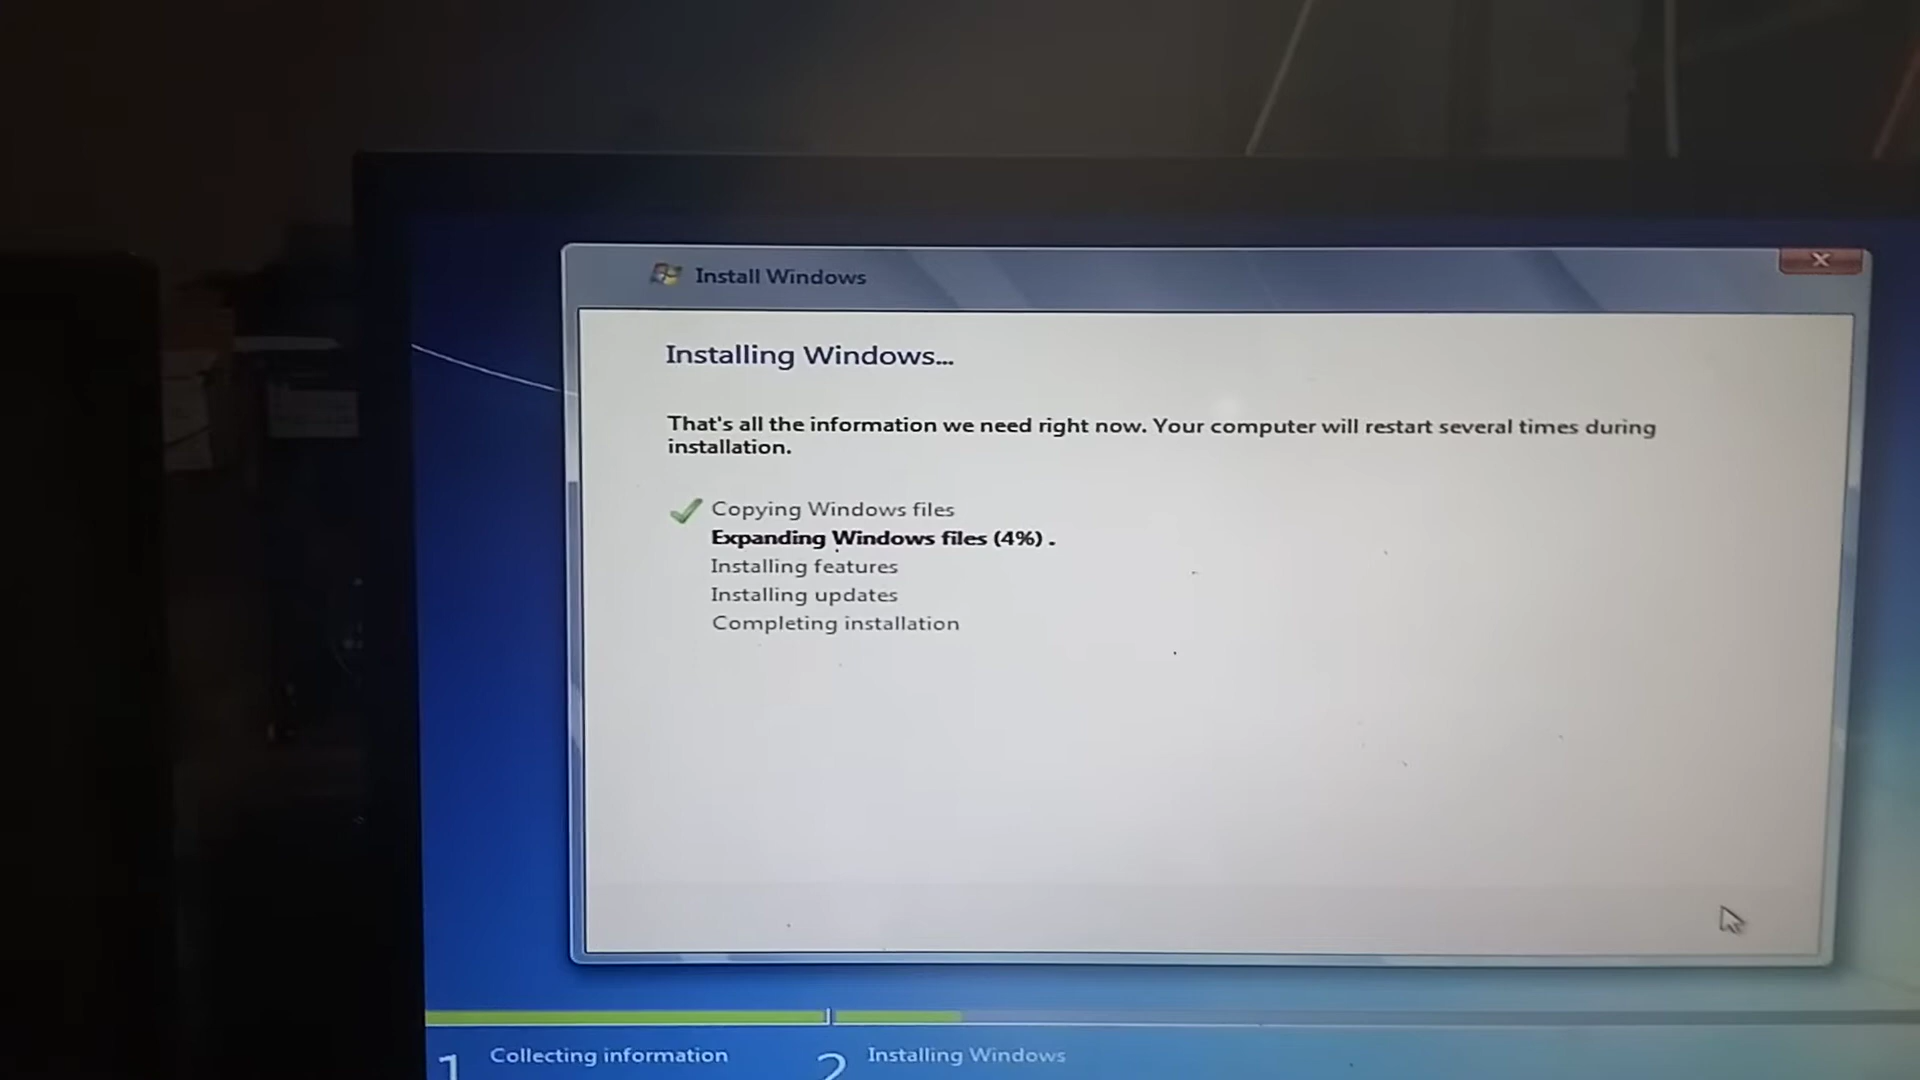 Install Windows
Installing Windows...
That's all the information we need right now. Your computer will restart several times during
installation.
Copying Windows files
Expanding Windows files (4%) .
Installing features
Installing updates
Completing installation
1 Collecting information
2 Installing Windows